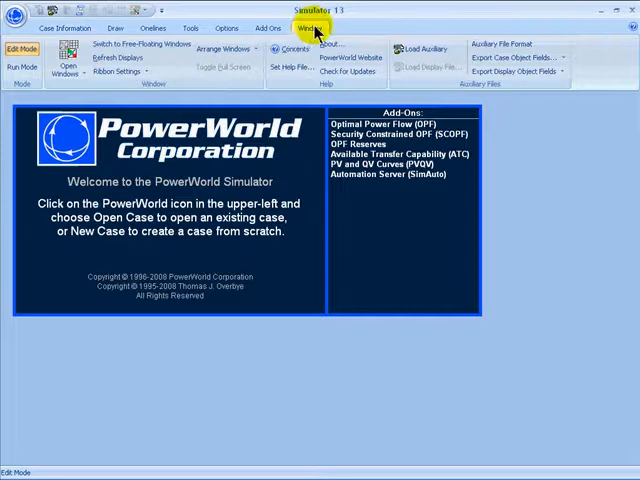 Simulator 13
Case Information Draw Onelines Tools Options Add Ons Window
Edit Mode
Run Mode
Mode
Open Windows
Switch to Free-Floating Windows
Refresh Displays
Ribbon Settings
Arrange Windows
Toggle Full Screen
Window
Contents
Set Help File...
About...
PowerWorld Website
Check for Updates
Help
Load Auxiliary
Load Display File...
Auxiliary File Format
Export Case Object Fields...
Export Display Object Fields
Auxiliary Files
PowerWorld
Corporation
Welcome to the PowerWorld Simulator
Click on the PowerWorld icon in the upper-left and
choose Open Case to open an existing case,
or New Case to create a case from scratch.
Copyright © 1996-2008 PowerWorld Corporation
Copyright © 1995-2008 Thomas J. Overbye
All Rights Reserved
Add-Ons:
Optimal Power Flow (OPF)
Security Constrained OPF (SCOPF)
OPF Reserves
Available Transfer Capability (ATC)
PV and QV Curves (PVQV)
Automation Server (SimAuto)
Edit Mode